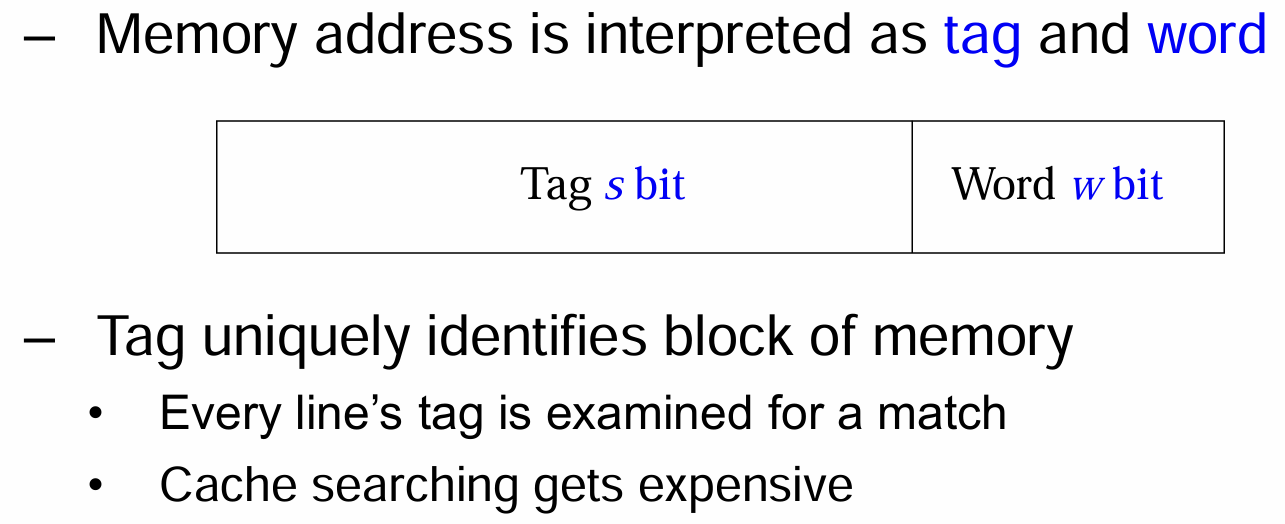 – Memory address is interpreted as tag and word
Tag s bit Word w bit
– Tag uniquely identifies block of memory
• Every line’s tag is examined for a match
• Cache searching gets expensive